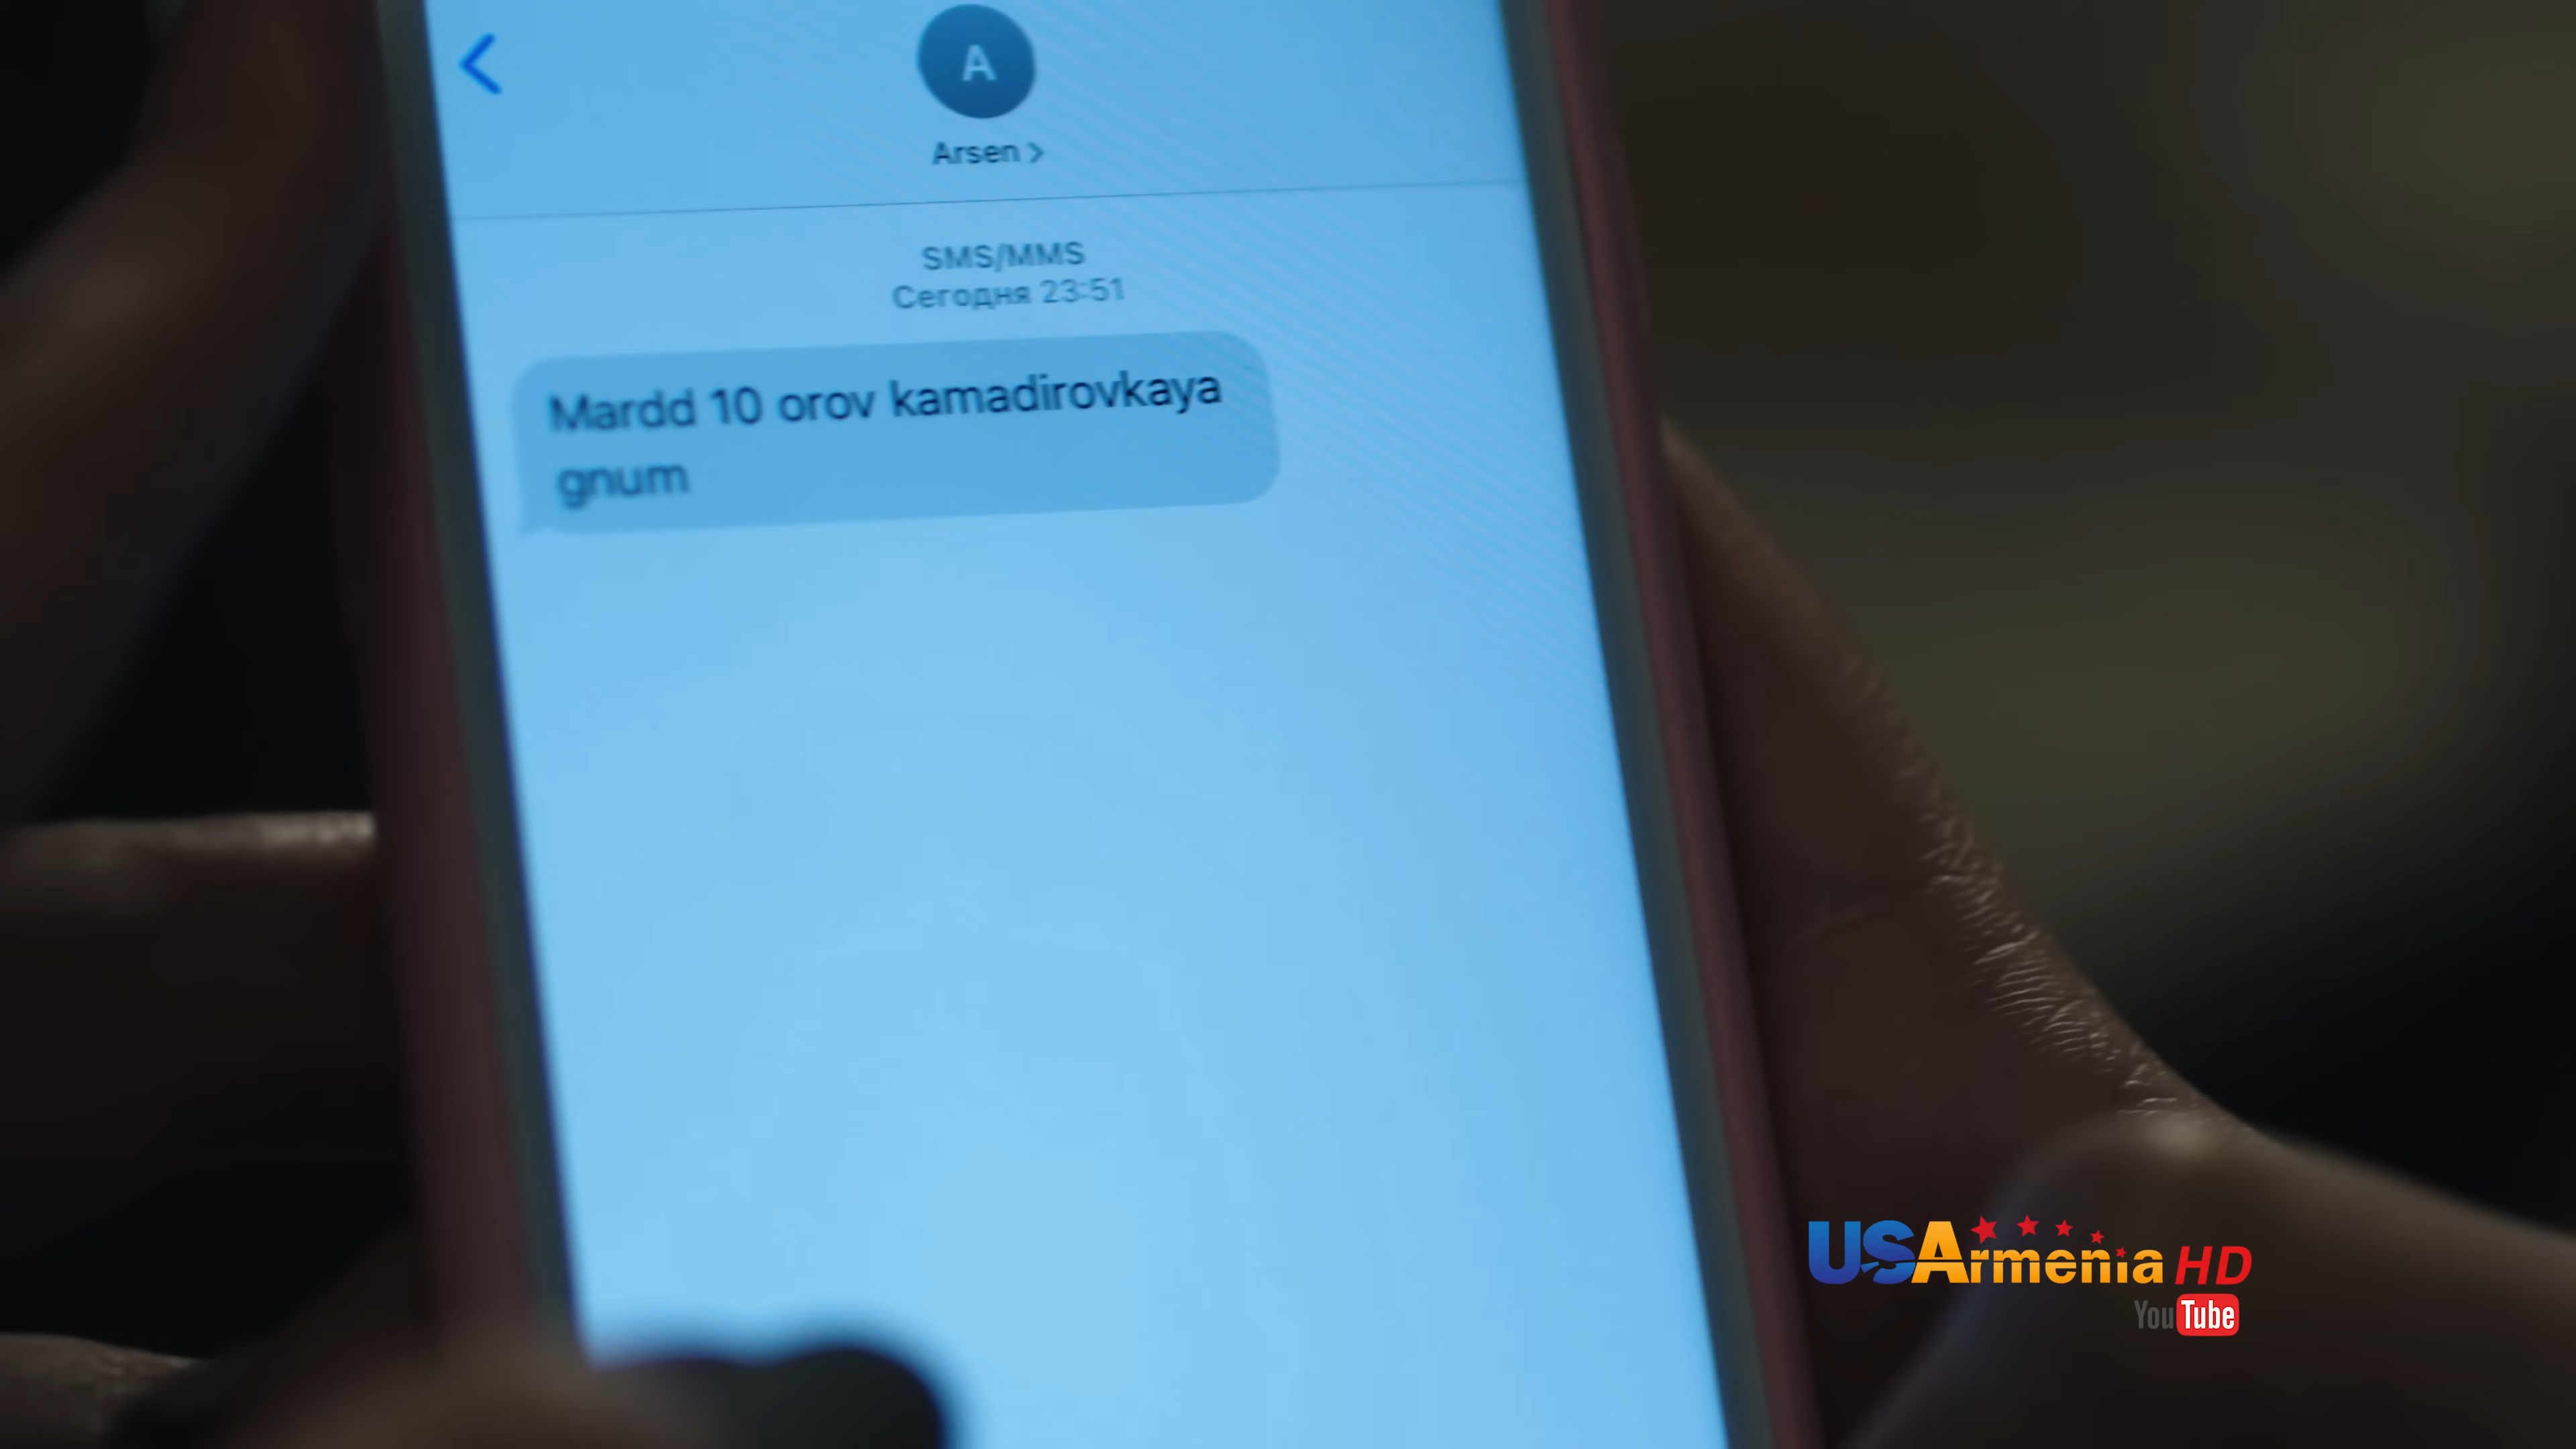 A
Arsen >
SMS/MMS
Сегодня 23:51
Mardd 10 orov kamadirovkaya
gnum
USArmenia HD
YouTube